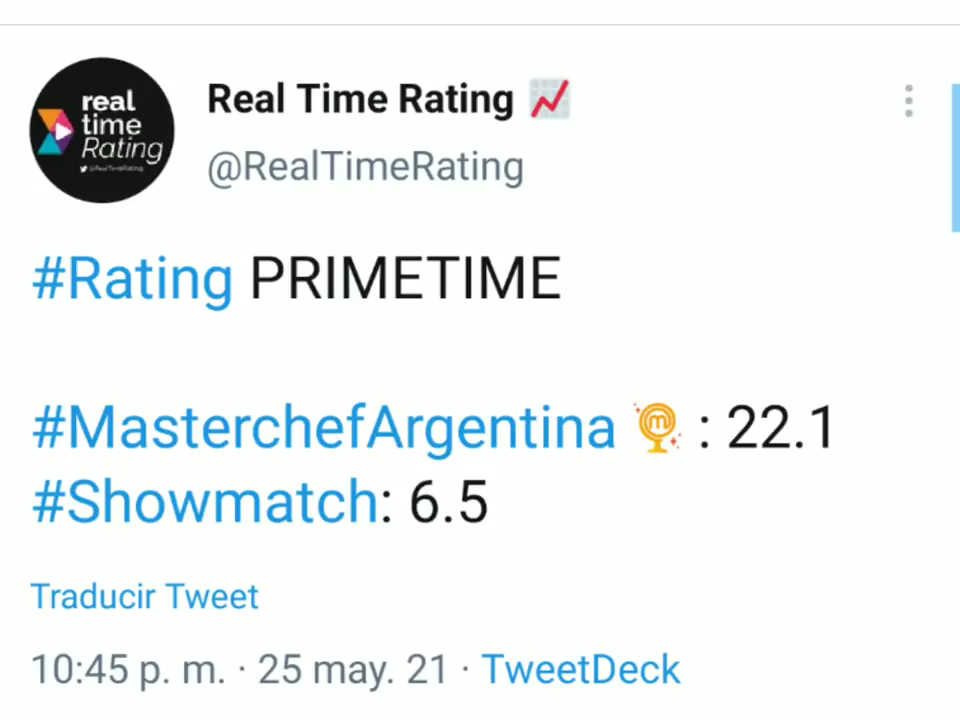 real
time
Rating
@RealTimeRating
Real Time Rating 📈
@RealTimeRating
#Rating PRIMETIME
#MasterchefArgentina : 22.1
#Showmatch: 6.5
Traducir Tweet
10:45 p. m. · 25 may. 21 · TweetDeck